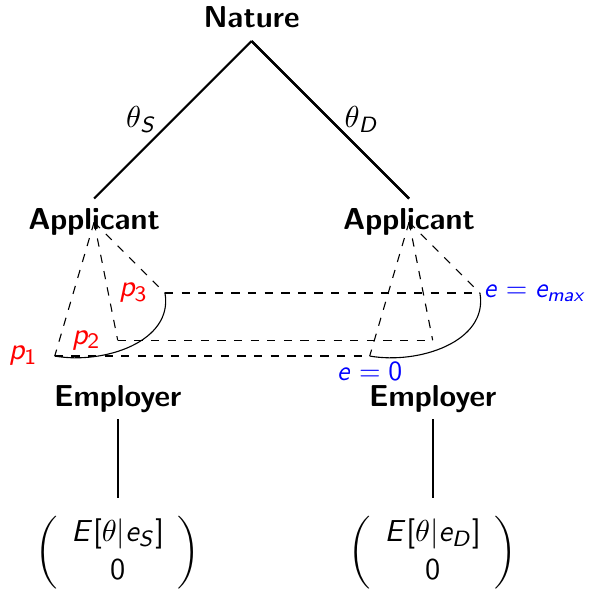 Nature
θ_S θ_D
Applicant Applicant
p_3 e = e_max
p_2
p_1
e = 0
Employer Employer
E[θ|e_S] E[θ|e_D]
0 0